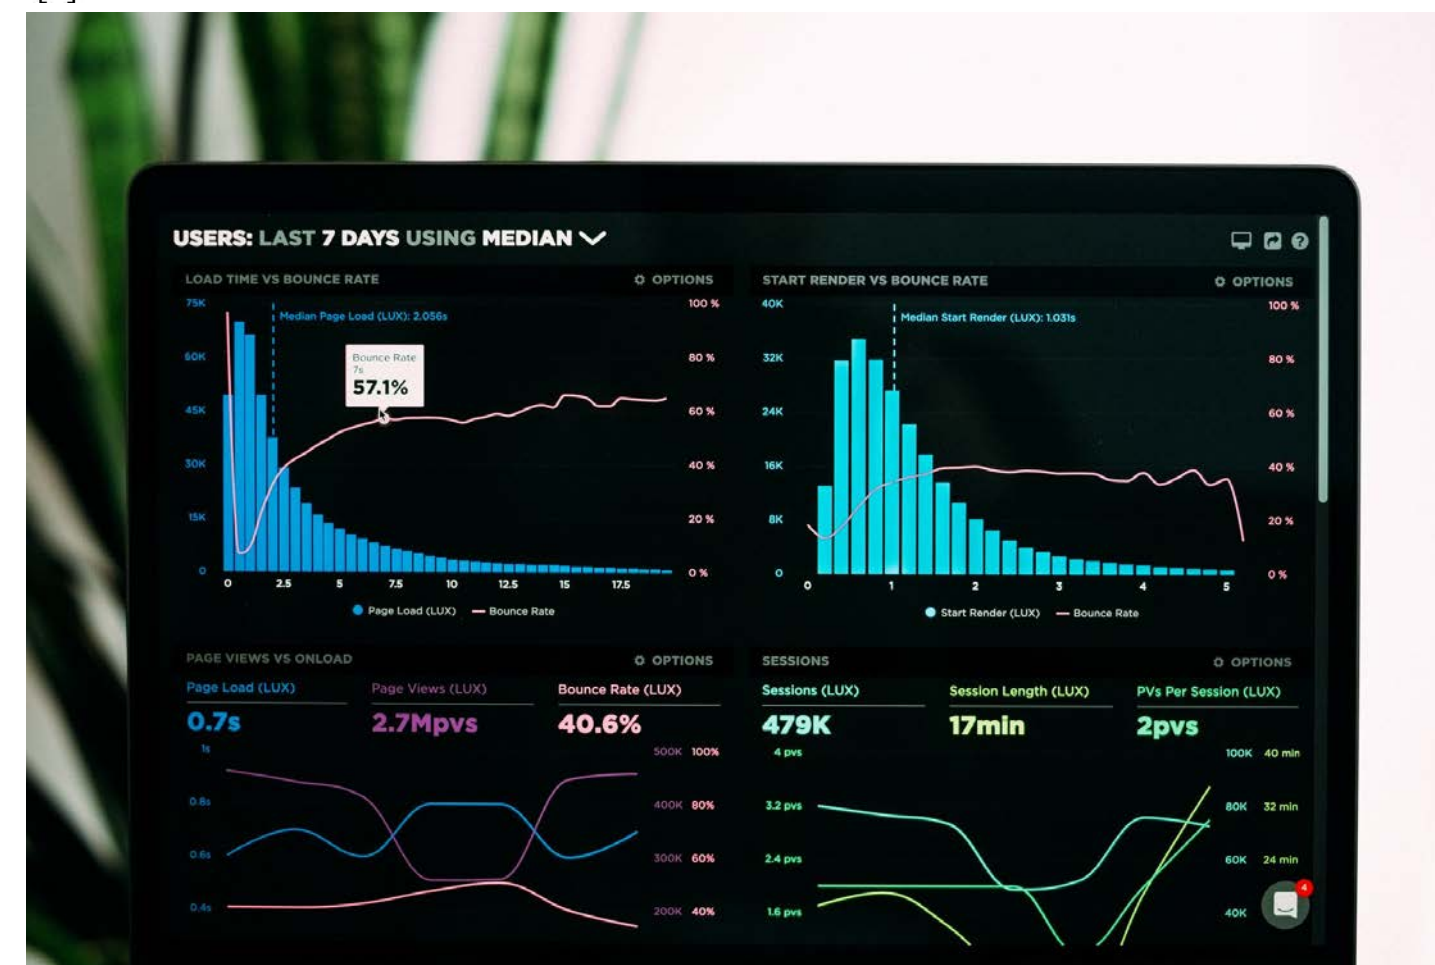 USERS: LAST 7 DAYS USING MEDIAN
LOAD TIME VS BOUNCE RATE
OPTIONS
75K
60K
45K
30K
15K
0
Median Page Load (LUX): 2.056s
Bounce Rate
7s
57.1%
100 %
80 %
60 %
40 %
20 %
0 %
0 2.5 5 7.5 10 12.5 15 17.5
Page Load (LUX) Bounce Rate
START RENDER VS BOUNCE RATE
OPTIONS
40K
32K
24K
16K
8K
0
Median Start Render (LUX): 1.031s
100 %
80 %
60 %
40 %
20 %
0 %
0 1 2 3 4 5
Start Render (LUX) Bounce Rate
PAGE VIEWS VS ONLOAD
OPTIONS
Page Load (LUX) Page Views (LUX) Bounce Rate (LUX)
0.7s 2.7Mpvs 40.6%
1s 500K 100%
0.8s 400K 80%
0.6s 300K 60%
0.4s 200K 40%
SESSIONS
OPTIONS
Sessions (LUX) Session Length (LUX) PVs Per Session (LUX)
479K 17min 2pvs
4 pvs 100K 40 min
3.2 pvs 80K 32 min
2.4 pvs 60K 24 min
1.6 pvs 40K
4